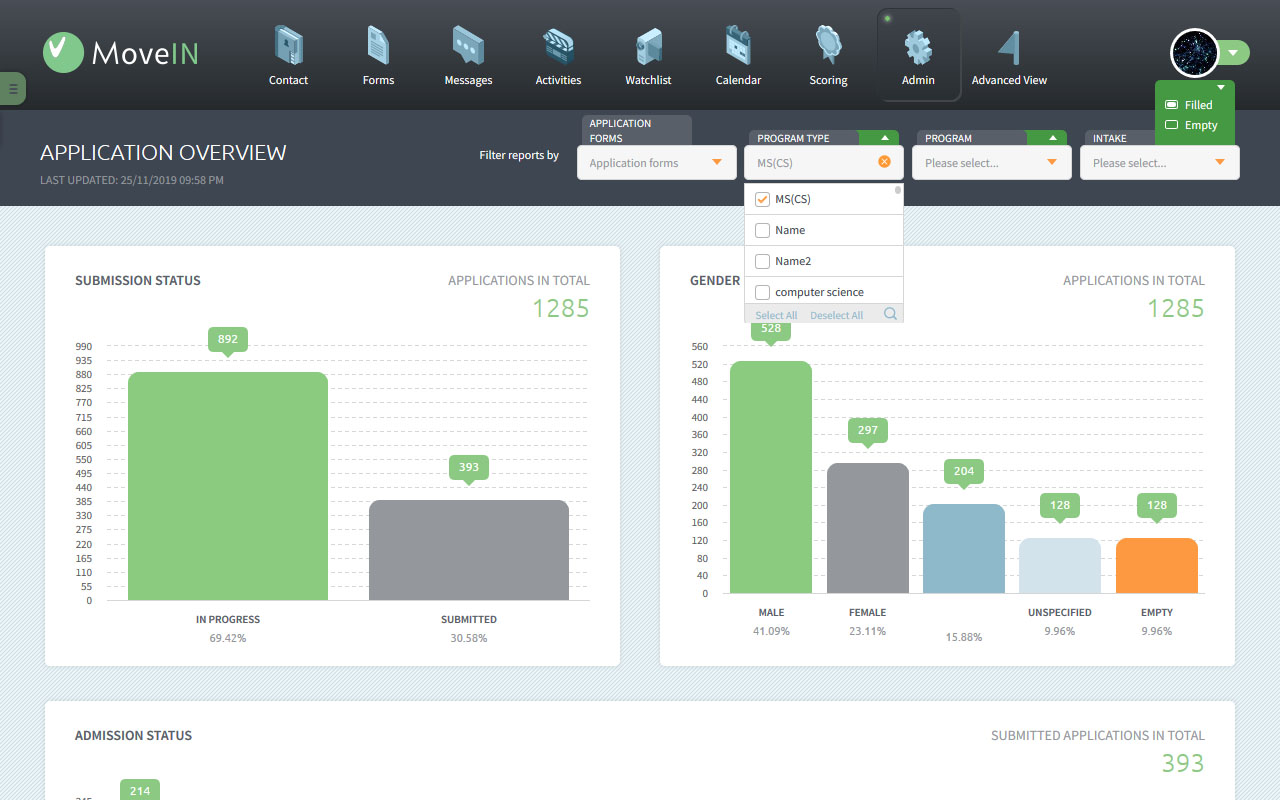 MoveIN
Contact
Forms
Messages
Activities
Watchlist
Calendar
Scoring
Admin
Advanced View
Filled
Empty
APPLICATION OVERVIEW
LAST UPDATED: 25/11/2019 09:58 PM
Filter reports by
APPLICATION
FORMS
Application forms
PROGRAM TYPE
MS(CS)
PROGRAM
Please select...
INTAKE
Please select...
MS(CS)
Name
Name2
computer science
Select All Deselect All
SUBMISSION STATUS
APPLICATIONS IN TOTAL
1285
990
935
880
825
770
715
660
605
550
495
440
385
330
275
220
165
110
55
0
892
393
IN PROGRESS
69.42%
SUBMITTED
30.58%
GENDER
APPLICATIONS IN TOTAL
1285
560
520
480
440
400
360
320
280
240
200
160
120
80
40
0
528
297
204
128
128
MALE
41.09%
FEMALE
23.11%
15.88%
UNSPECIFIED
9.96%
EMPTY
9.96%
ADMISSION STATUS
SUBMITTED APPLICATIONS IN TOTAL
393
214